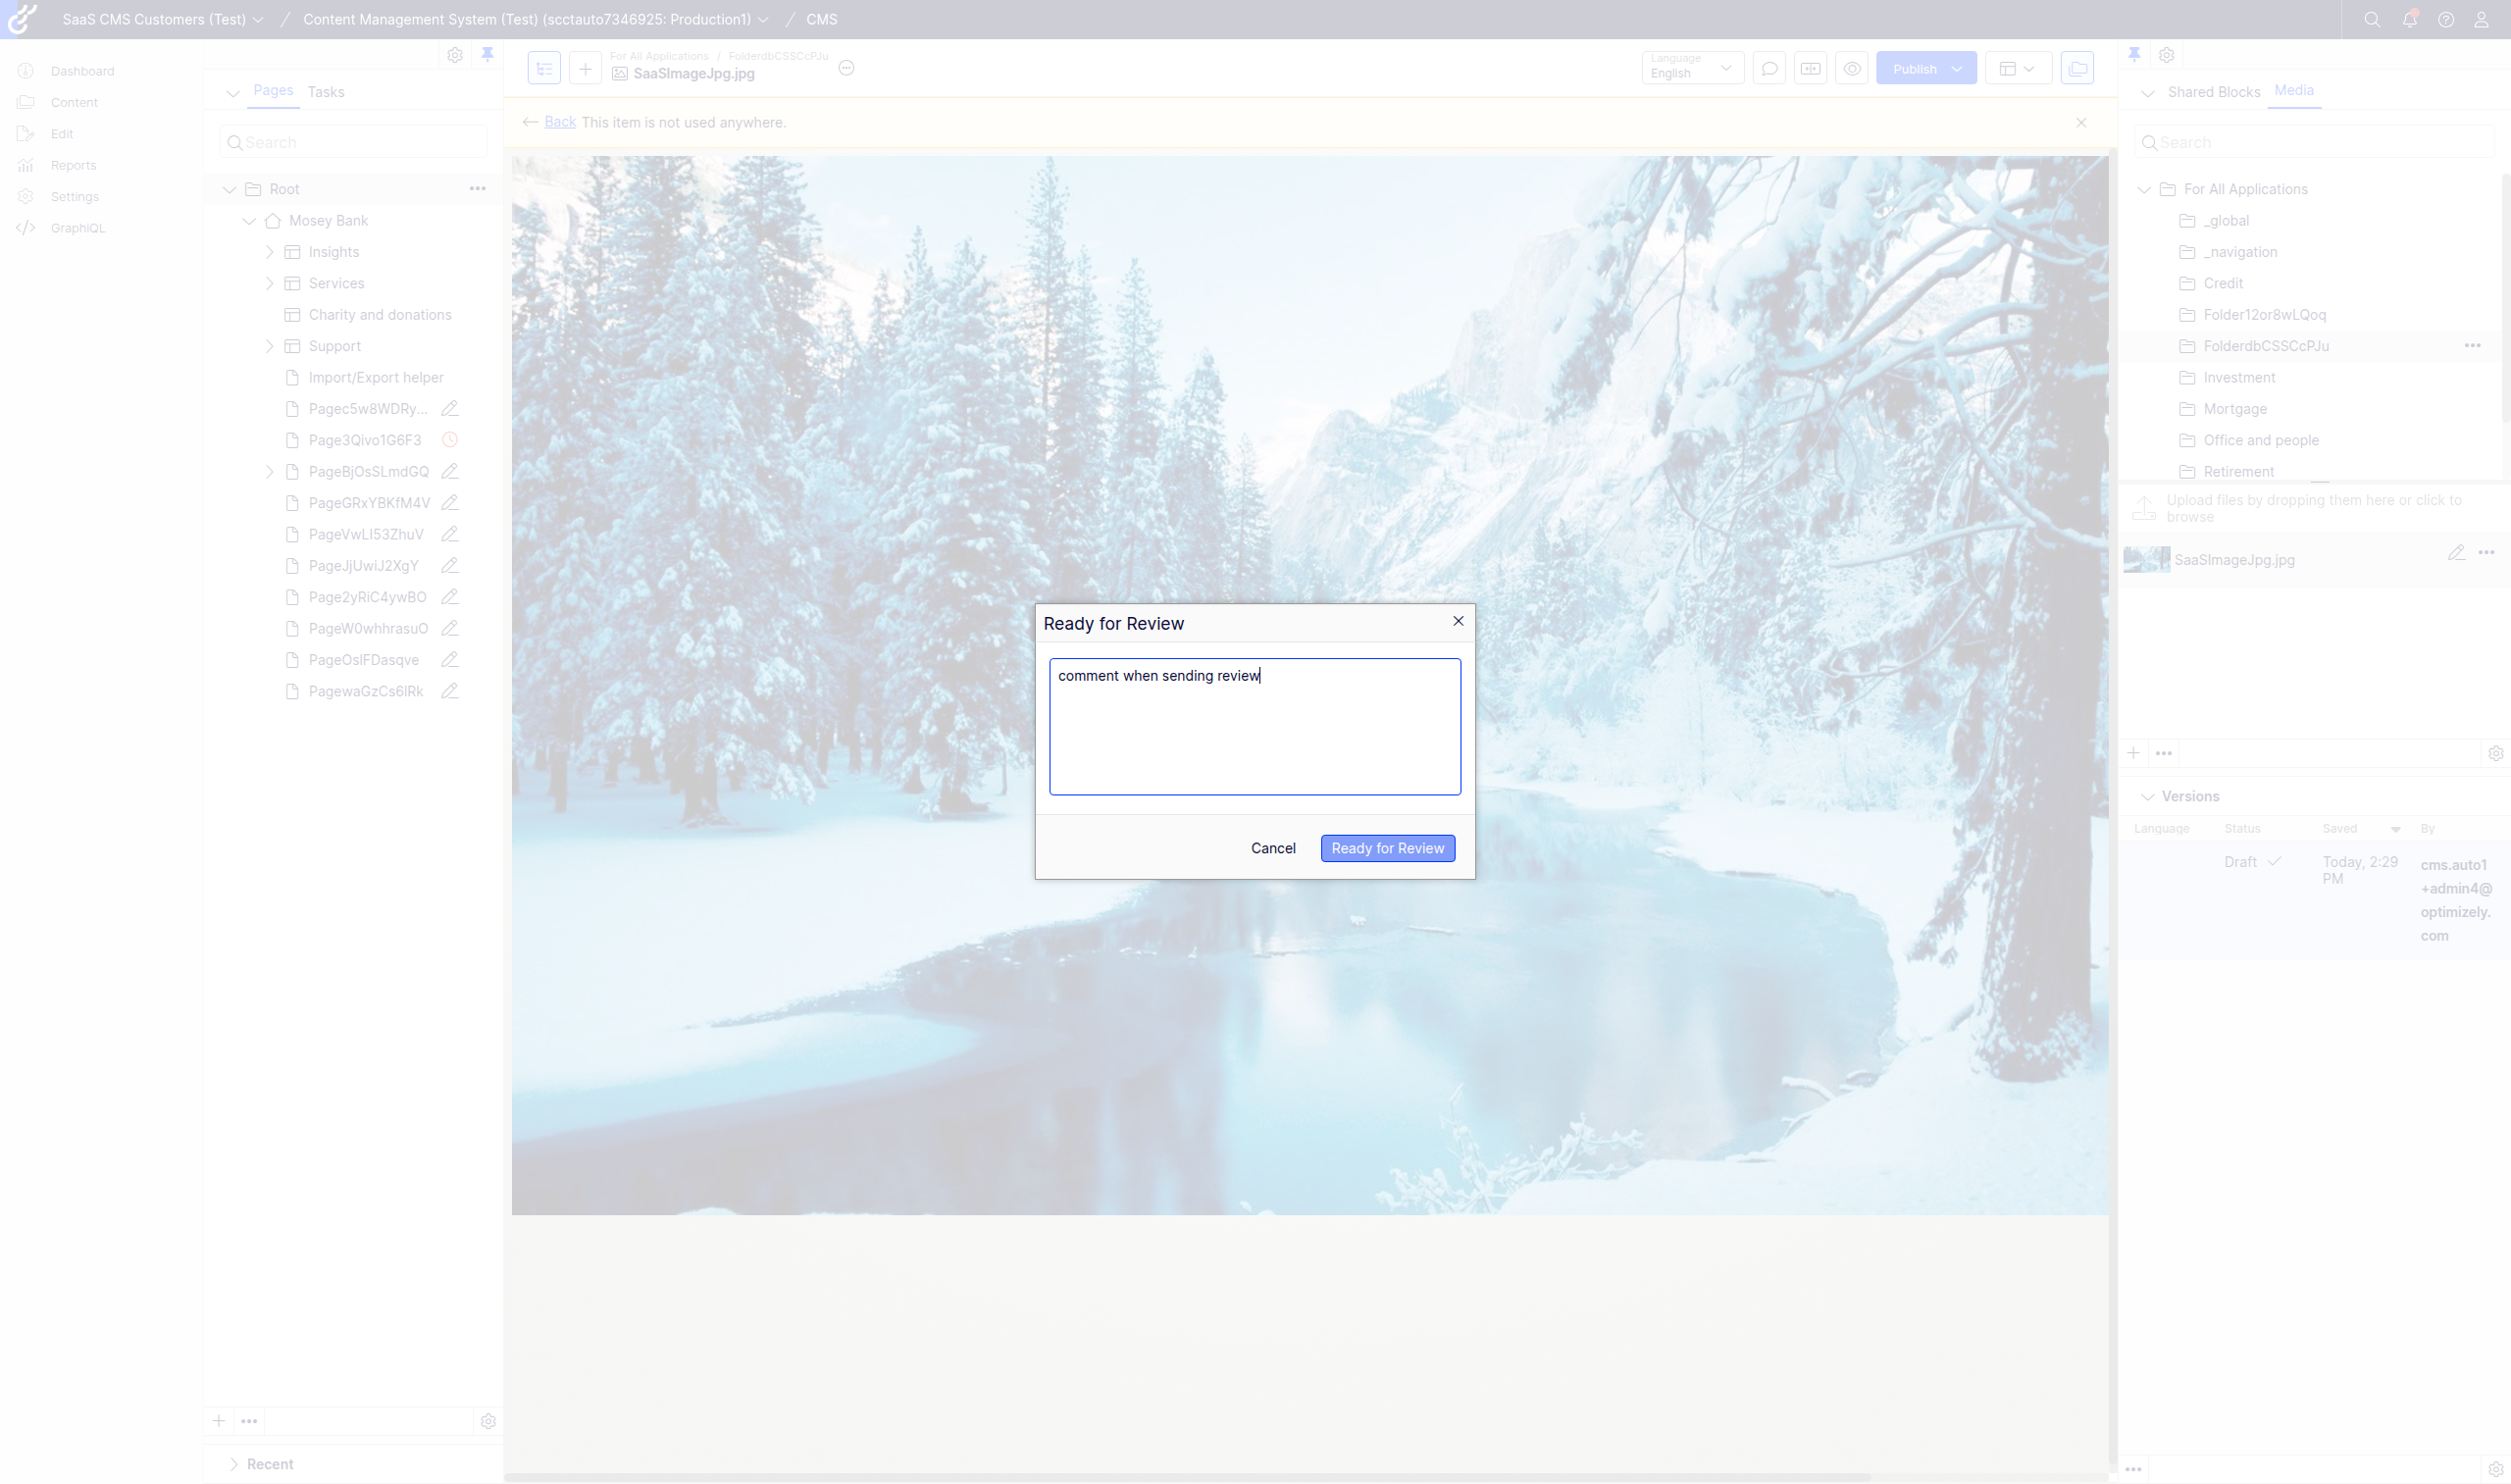 SaaS CMS Customers (Test) / Content Management System (Test) (scctauto7346925: Production1) / CMS
Dashboard
Content
Edit
Reports
Settings
GraphiQL
Pages Tasks
Search
Root
Mosey Bank
Insights
Services
Charity and donations
Support
Import/Export helper
Pagec5w8WDRy...
Page3Qivo1G6F3
PageBjOsSLmdGQ
PageGRxYBKfM4V
PageVwLI53ZhuV
PageJjUwiJ2XgY
Page2yRiC4ywBO
PageW0whhrasuO
PageOsIFDasqve
PagewaGzCs6IRk
Recent
For All Applications / FolderdbCSSCcPJu
SaaSImageJpg.jpg
Language
English
Publish
Back This item is not used anywhere.
Ready for Review
comment when sending review
Cancel Ready for Review
Shared Blocks Media
Search
For All Applications
_global
_navigation
Credit
Folder12or8wLQoq
FolderdbCSSCcPJu
Investment
Mortgage
Office and people
Retirement
Upload files by dropping them here or click to
browse
SaaSImageJpg.jpg
Versions
Language Status Saved By
Draft Today, 2:29
PM
cms.auto1
+admin4@
optimizely.
com